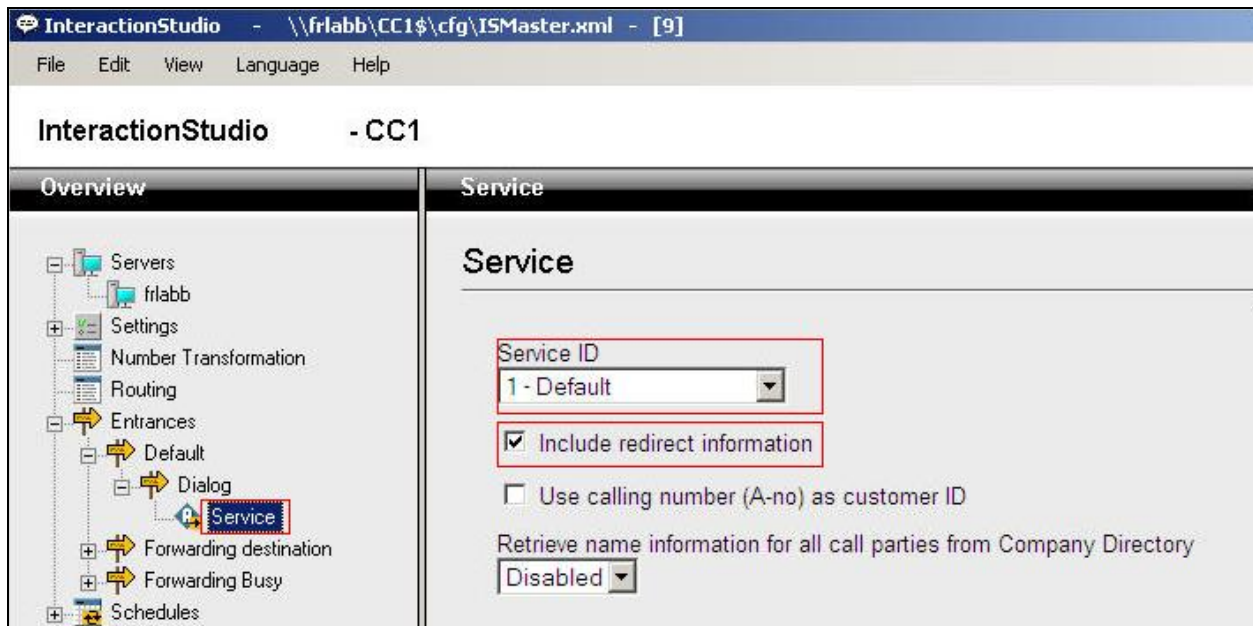 InteractionStudio - \\frlabb\CC1$\cfg\ISMaster.xml - [9]
File Edit View Language Help
InteractionStudio - CC1
Overview
Servers
frlabb
Settings
Number Transformation
Routing
Entrances
Default
Dialog
Service
Forwarding destination
Forwarding Busy
Schedules
Service
Service
Service ID
1 - Default
Include redirect information
Use calling number (A-no) as customer ID
Retrieve name information for all call parties from Company Directory
Disabled